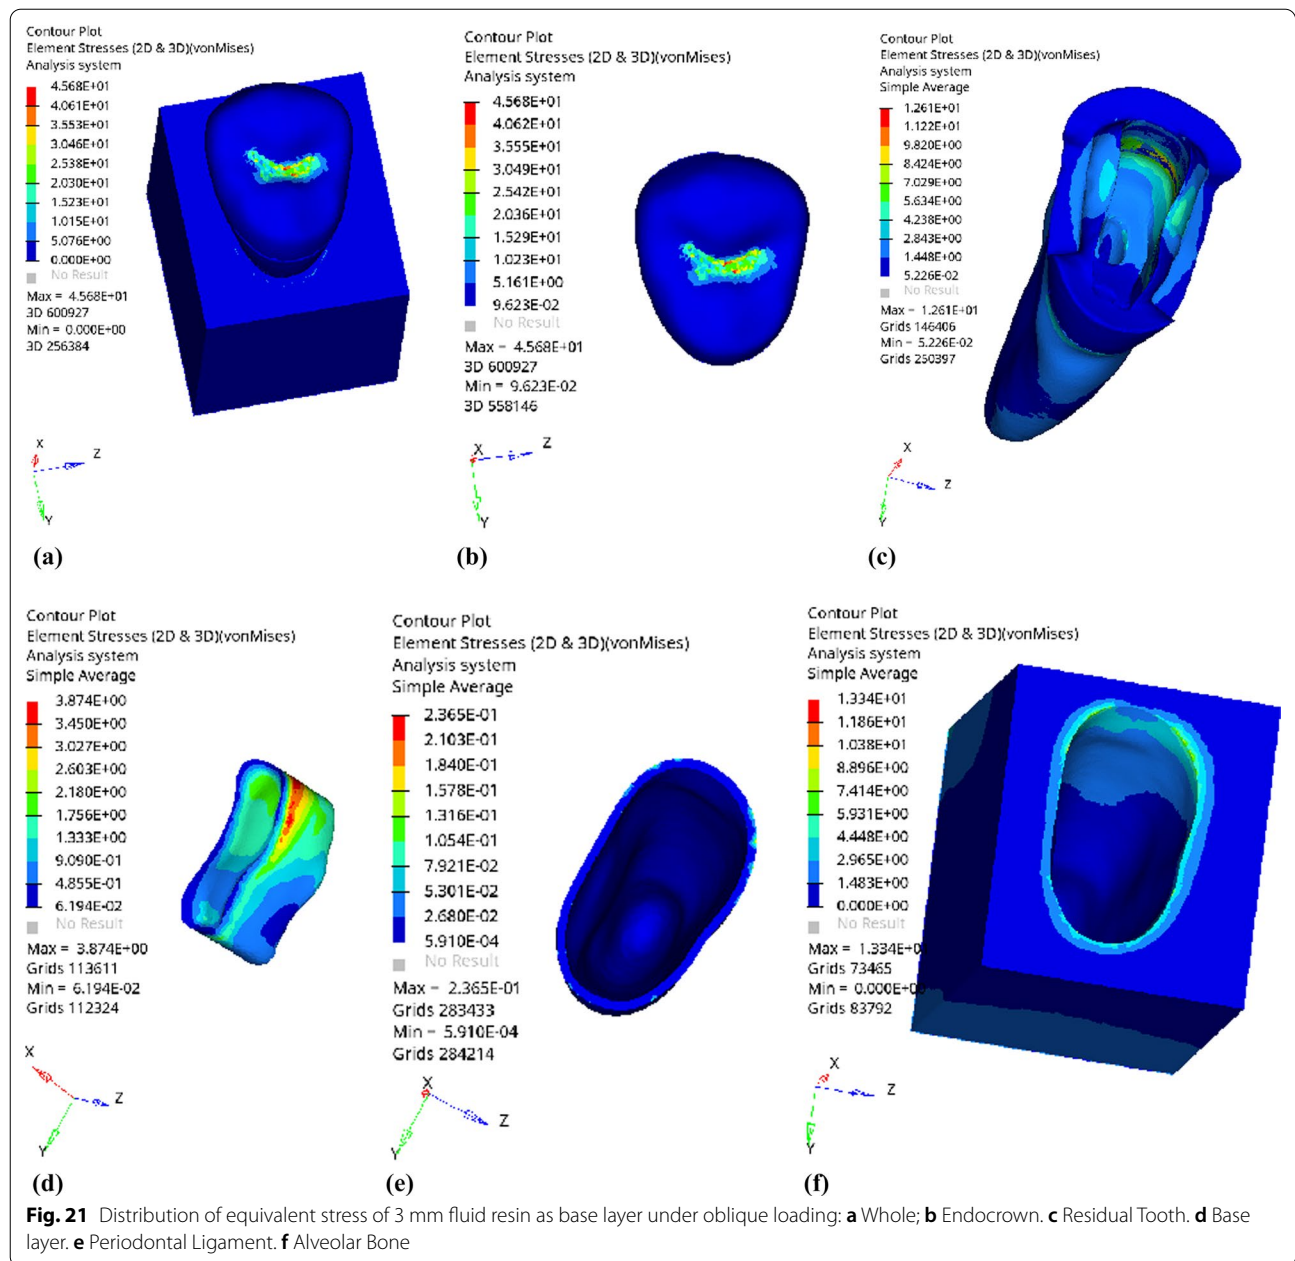 Contour Plot
Element Stresses (2D & 3D)(vonMises)
Analysis system
4.568E+01
4.061E+01
3.553E+01
3.046E+01
2.538E+01
2.030E+01
1.523E+01
1.015E+01
5.076E+00
0.000E+00
No Result
Max = 4.568E+01
3D 600927
Min = 0.000E+00
3D 256384
X
Z
Y
(a)
Contour Plot
Element Stresses (2D & 3D)(vonMises)
Analysis system
4.568E+01
4.062E+01
3.555E+01
3.049E+01
2.542E+01
2.036E+01
1.529E+01
1.023E+01
5.161E+00
9.623E-02
No Result
Max = 4.568E+01
3D 600927
Min = 9.623E-02
3D 558146
X
Z
Y
(b)
Contour Plot
Element Stresses (2D & 3D)(vonMises)
Analysis system
Simple Average
1.261E+01
1.122E+01
9.820E+00
8.424E+00
7.029E+00
5.634E+00
4.238E+00
2.843E+00
1.448E+00
5.226E-02
No Result
Max = 1.261E+01
Grids 146406
Min = 5.226E-02
Grids 250397
X
Z
Y
(c)
Contour Plot
Element Stresses (2D & 3D)(vonMises)
Analysis system
Simple Average
3.874E+00
3.450E+00
3.027E+00
2.603E+00
2.180E+00
1.756E+00
1.333E+00
9.090E-01
4.855E-01
6.194E-02
No Result
Max = 3.874E+00
Grids 113611
Min = 6.194E-02
Grids 112324
X
Z
Y
(d)
Contour Plot
Element Stresses (2D & 3D)(vonMises)
Analysis system
Simple Average
2.365E-01
2.103E-01
1.840E-01
1.578E-01
1.316E-01
1.054E-01
7.921E-02
5.301E-02
2.680E-02
5.910E-04
No Result
Max = 2.365E-01
Grids 283433
Min = 5.910E-04
Grids 284214
X
Z
Y
(e)
Contour Plot
Element Stresses (2D & 3D)(vonMises)
Analysis system
Simple Average
1.334E+01
1.186E+01
1.038E+01
8.896E+00
7.414E+00
5.931E+00
4.448E+00
2.965E+00
1.483E+00
0.000E+00
No Result
Max = 1.334E+0
Grids 73465
Min = 0.000E+0
Grids 83792
X
Z
Y
(f)
Fig. 21 Distribution of equivalent stress of 3 mm fluid resin as base layer under oblique loading: a Whole; b Endocrown. c Residual Tooth. d Base
layer. e Periodontal Ligament. f Alveolar Bone